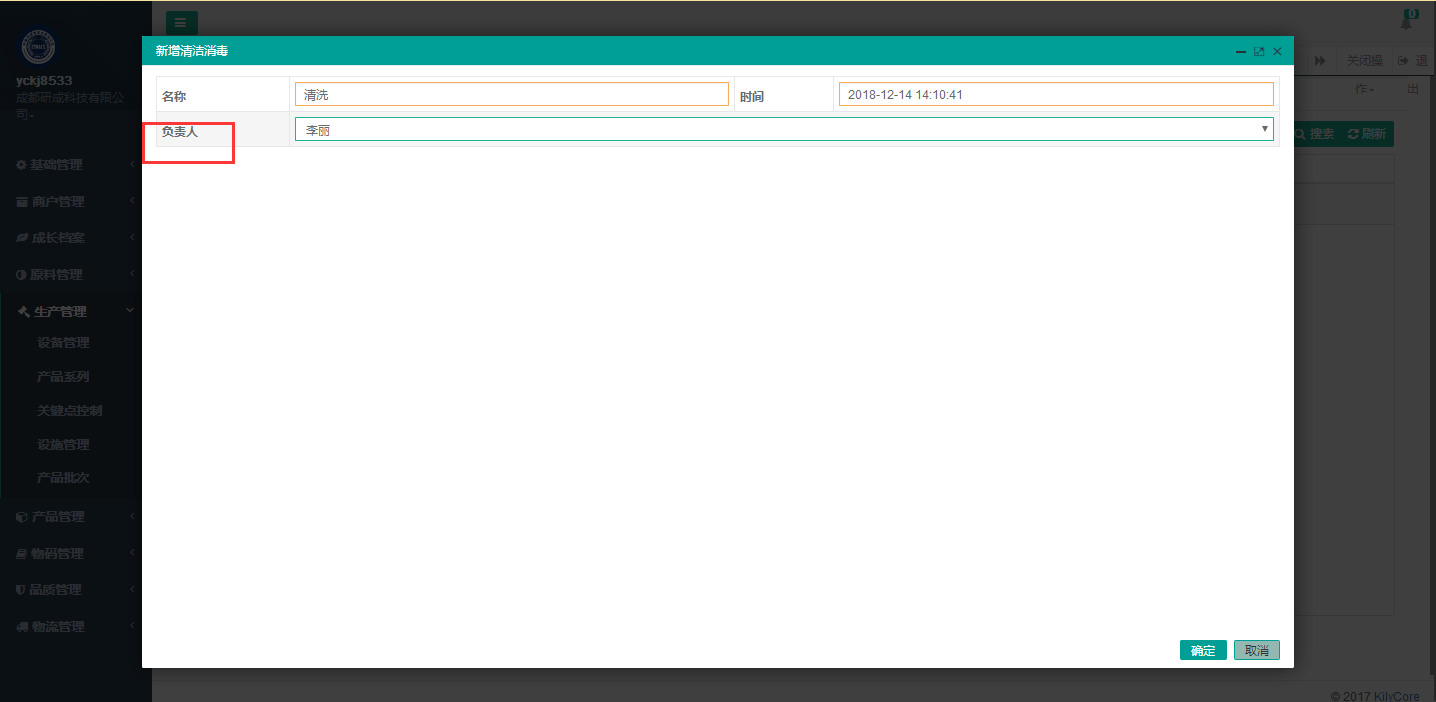 0
yckj8533
成都研成科技有限公
司
新增清洁消毒
名称
清洗
时间
2018-12-14 14:10:41
负责人
李丽
关闭操
作
退
出
搜索
刷新
基础管理
商户管理
成长档案
原料管理
生产管理
设备管理
产品系列
关键点控制
设施管理
产品批次
产品管理
物码管理
品质管理
物流管理
确定
取消
© 2017 KilyCore